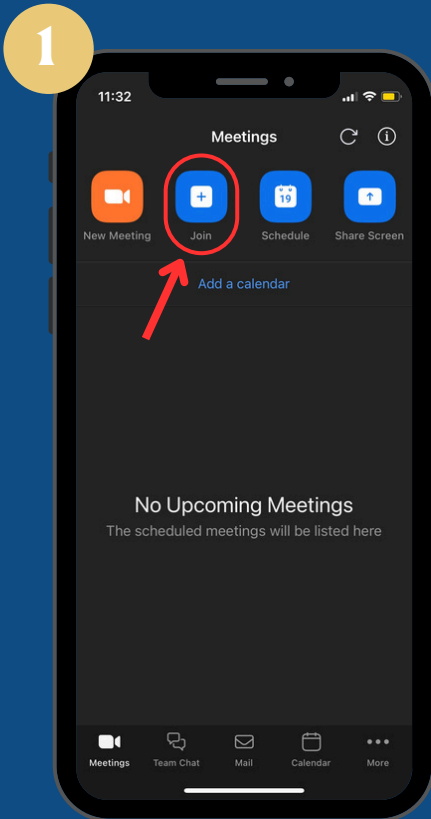 1
11:32
Meetings
New Meeting Join Schedule Share Screen
19
Add a calendar
No Upcoming Meetings
The scheduled meetings will be listed here
Meetings Team Chat Mail Calendar More